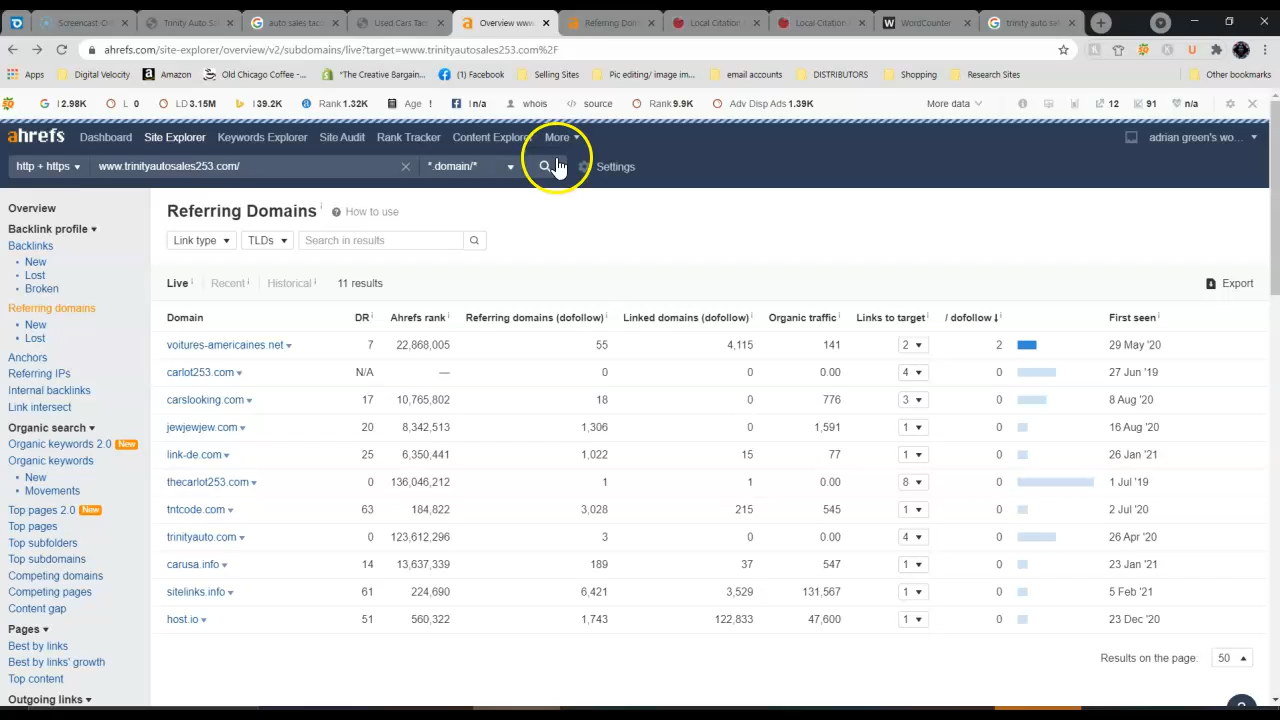 Screencast-On
Trinity Auto Sal
auto sales taco
Used Cars Taco
Overview www.
Referring Dom
Local Citation
Local Citation
WordCounter
trinity auto sal
ahrefs.com/site-explorer/overview/v2/subdomains/live?target=www.trinityautosales253.com%2F
Apps Digital Velocity Amazon Old Chicago Coffee -... "The Creative Bargain... (1) Facebook Selling Sites Pic editing/ image im... email accounts DISTRIBUTORS Shopping Research Sites Other bookmarks
I 2.98K L 0 LD 3.15M I 39.2K Rank 1.32K Age ! I n/a whois source Rank 9.9K Adv Disp Ads 1.39K More data 12 91 n/a
ahrefs Dashboard Site Explorer Keywords Explorer Site Audit Rank Tracker Content Explorer More adrian green's wo...
http + https www.trinityautosales253.com/ *.domain/* Settings
Overview
Backlink profile
Backlinks
• New
• Lost
• Broken
Referring domains
• New
• Lost
Anchors
Referring IPs
Internal backlinks
Link intersect
Organic search
Organic keywords 2.0 New
Organic keywords
• New
• Movements
Top pages 2.0 New
Top pages
Top subfolders
Top subdomains
Competing domains
Competing pages
Content gap
Pages
Best by links
Best by links' growth
Top content
Outgoing links
Referring Domains i ? How to use
Link type TLDs Search in results
Live i Recent i Historical i 11 results Export
Domain DR i Ahrefs rank i Referring domains (dofollow) i Linked domains (dofollow) i Organic traffic i Links to target i / dofollow ↓ i First seen i
voitures-americaines.net 7 22,868,005 55 4,115 141 2 2 29 May '20
carlot253.com N/A — 0 0 0.00 4 0 27 Jun '19
carslooking.com 17 10,765,802 18 0 776 3 0 8 Aug '20
jewjewjew.com 20 8,342,513 1,306 0 1,591 1 0 16 Aug '20
link-de.com 25 6,350,441 1,022 15 77 1 0 26 Jan '21
thecarlot253.com 0 136,046,212 1 1 0.00 8 0 1 Jul '19
tntcode.com 63 184,822 3,028 215 545 1 0 2 Jul '20
trinityauto.com 0 123,612,296 3 0 0.00 4 0 26 Apr '20
carusa.info 14 13,637,339 189 37 547 1 0 23 Jan '21
sitelinks.info 61 224,690 6,421 3,529 131,567 1 0 5 Feb '21
host.io 51 560,322 1,743 122,833 47,600 1 0 23 Dec '20
Results on the page: 50